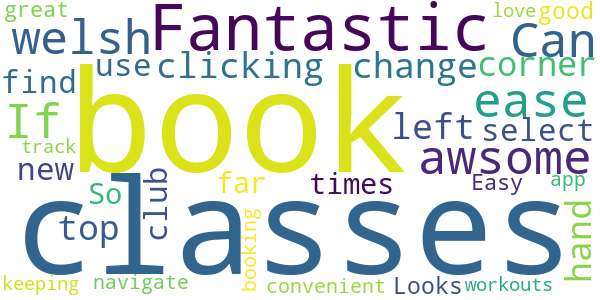 great Fantastic love good
welsh Can
find use clicking change corner
If book left select ease
track awsome
new So club far times Easy app
top classes hand
booking
keeping navigate convenient Looks workouts